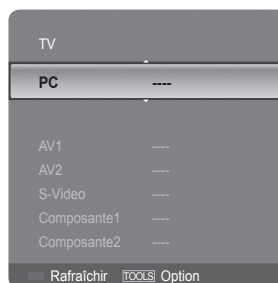 TV
PC ----
AV1 ----
AV2 ----
S-Video ----
Composante1 ----
Composante2 ----
Rafraîchir TOOLS Option